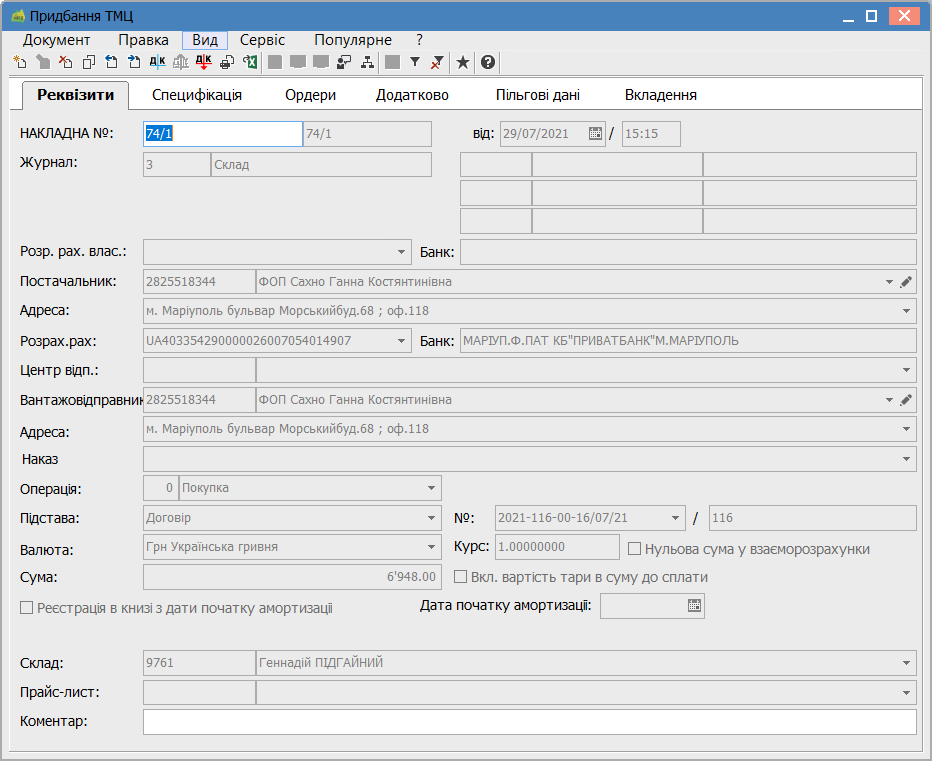 Придбання ТМЦ
Документ Правка Вид Сервіс Популярне ?
Реквізити Специфікація Ордери Додатково Пільгові дані Вкладення
НАКЛАДНА №: 74/1 74/1 від: 29/07/2021 / 15:15
Журнал: 3 Склад
Розр. рах. влас.: Банк:
Постачальник: 2825518344 ФОП Сахно Ганна Костянтинівна
Адреса: м. Маріуполь бульвар Морськийбуд.68 ; оф.118
Розрах.рах: UA403354290000026007054014907 Банк: МАРІУП.Ф.ПАТ КБ"ПРИВАТБАНК"М.МАРІУПОЛЬ
Центр відп.:
Вантажовідправник 2825518344 ФОП Сахно Ганна Костянтинівна
Адреса: м. Маріуполь бульвар Морськийбуд.68 ; оф.118
Наказ
Операція: 0 Покупка
Підстава: Договір №: 2021-116-00-16/07/21 / 116
Валюта: Грн Українська гривня Курс: 1.00000000 Нульова сума у взаєморозрахунки
Сума: 6'948.00 Вкл. вартість тари в суму до сплати
Реєстрація в книзі з дати початку амортизації Дата початку амортизації:
Склад: 9761 Геннадій ПІДГАЙНИЙ
Прайс-лист:
Коментар: